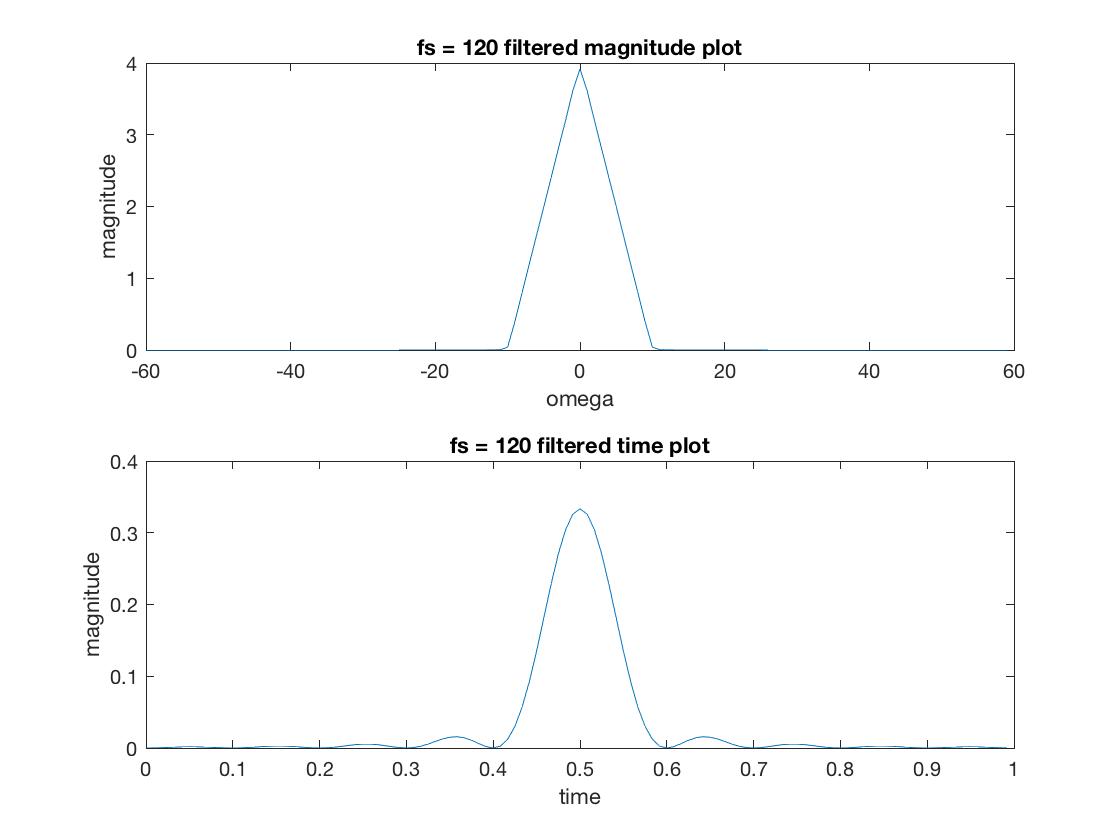 fs = 120 filtered magnitude plot
4
3
2
1
0
magnitude
-60 -40 -20 0 20 40 60
omega
fs = 120 filtered time plot
0.4
0.3
0.2
0.1
0
magnitude
0 0.1 0.2 0.3 0.4 0.5 0.6 0.7 0.8 0.9 1
time